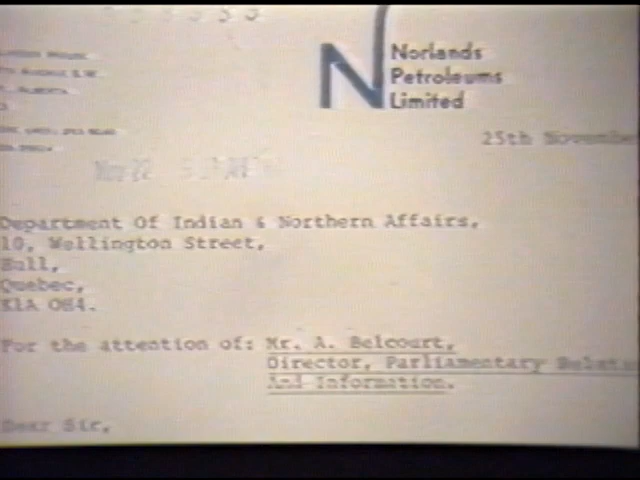 Norlands
Petroleums
Limited
25th November
Department Of Indian & Northern Affairs,
10, Wellington Street,
Hull,
Quebec,
K1A OH4.
For the attention of: Mr. A. Belcourt,
Director, Parliamentary
And Information.
Dear Sir,